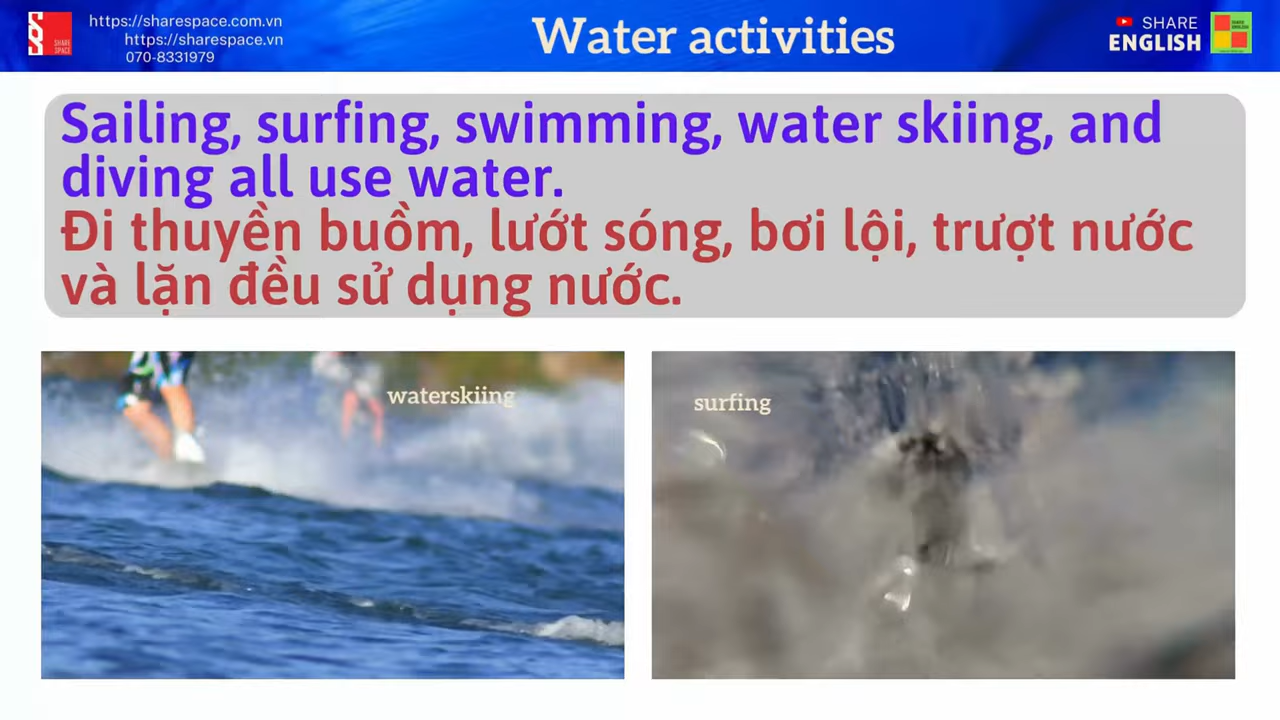 https://sharespace.com.vn
https://sharespace.vn
070-8331979
SHARE
SPACE
Water activities
SHARE
ENGLISH
Sailing, surfing, swimming, water skiing, and
diving all use water.
Đi thuyền buồm, lướt sóng, bơi lội, trượt nước
và lặn đều sử dụng nước.
waterskiing
surfing